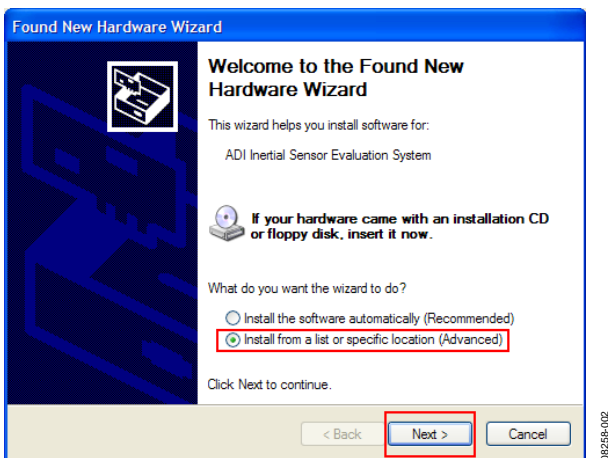 Found New Hardware Wizard
Welcome to the Found New
Hardware Wizard
This wizard helps you install software for:
ADI Inertial Sensor Evaluation System
If your hardware came with an installation CD
or floppy disk, insert it now.
What do you want the wizard to do?
Install the software automatically (Recommended)
Install from a list or specific location (Advanced)
Click Next to continue.
< Back
Next >
Cancel
08258-002